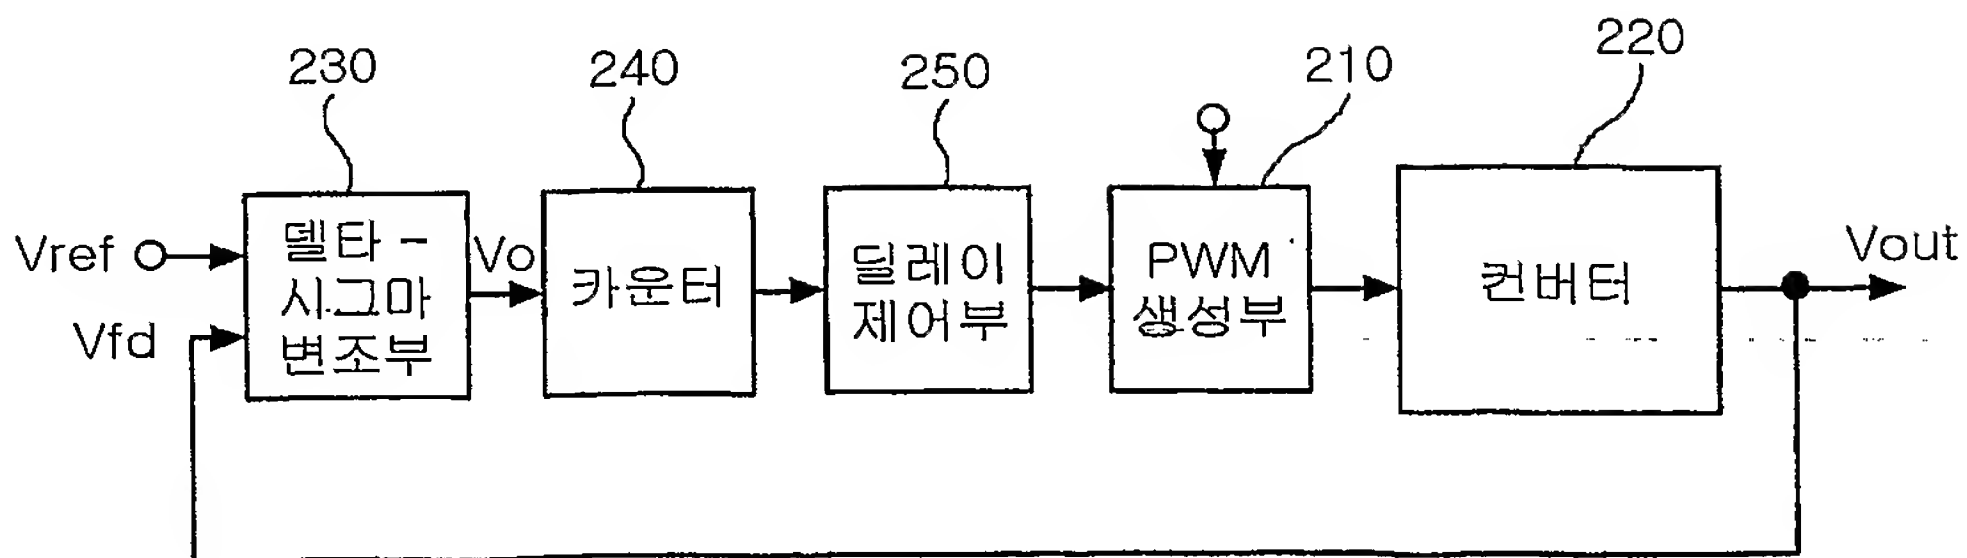 230
240
250
210
220
Vref
Vfd
델타 -
시그마
변조부
Vo
카운터
딜레이
제어부
PWM
생성부
컨버터
Vout